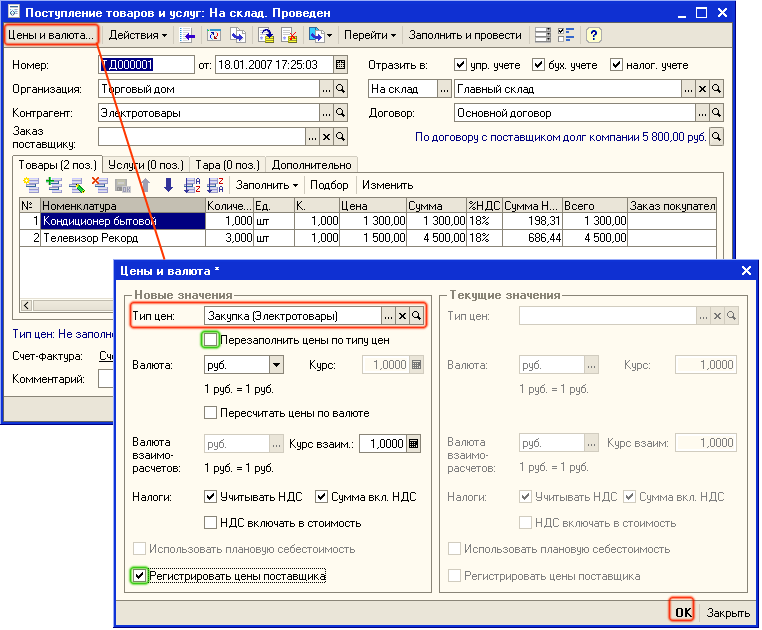 Поступление товаров и услуг: На склад. Проведен
Цены и валюта... Действия Перейти Заполнить и провести
Номер: ТД000001 от: 18.01.2007 17:25:03 Отразить в: упр. учете бух. учете налог. учете
Организация: Торговый дом На склад Главный склад
Контрагент: Электротовары Договор: Основной договор
Заказ
поставщику: По договору с поставщиком долг компании 5 800,00 руб.
Товары (2 поз.) Услуги (0 поз.) Тара (0 поз.) Дополнительно
Заполнить Подбор Изменить
№ Номенклатура Количе... Ед. К. Цена Сумма %НДС Сумма Н... Всего Заказ покупател
1 Кондиционер бытовой 1,000 шт 1,000 1 300,00 1 300,00 18% 198,31 1 300,00
2 Телевизор Рекорд 3,000 шт 1,000 1 500,00 4 500,00 18% 686,44 4 500,00
Тип цен: Не заполн
Счет-фактура:
Комментарий:
Цены и валюта *
Новые значения
Тип цен: Закупка (Электротовары) ... ×
Перезаполнить цены по типу цен
Валюта: руб. Курс: 1,0000
1 руб. = 1 руб.
Пересчитать цены по валюте
Валюта
взаимо-
расчетов: руб. ... Курс взаим.: 1,0000
1 руб. = 1 руб.
Налоги: Учитывать НДС Сумма вкл. НДС
НДС включать в стоимость
Использовать плановую себестоимость
Регистрировать цены поставщика
Текущие значения
Тип цен: ... ×
Валюта: руб. ... Курс: 1,0000
1 руб. = 1 руб.
Валюта
взаимо-
расчетов: руб. ... Курс взаим: 1,0000
1 руб. = 1 руб.
Налоги: Учитывать НДС Сумма вкл. НДС
НДС включать в стоимость
Использовать плановую себестоимость
Регистрировать цены поставщика
OK Закрыть